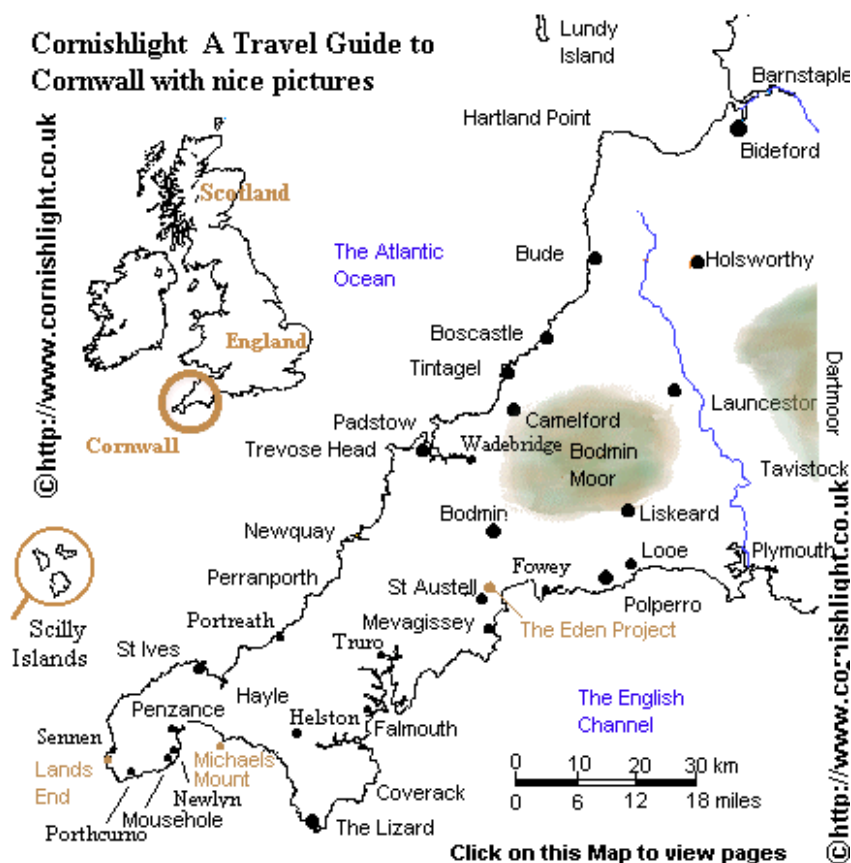 Cornishlight A Travel Guide to
Cornwall with nice pictures
©http://www.cornishlight.co.uk
Lundy
Island
Barnstaple
Hartland Point
Bideford
Scotland
England
Cornwall
The Atlantic
Ocean
Bude
Holsworthy
Boscastle
Tintagel
Dartmoor
Launcestor
Camelford
Padstow
Trevose Head
Wadebridge
Bodmin
Moor
Tavistock
Bodmin
Liskeard
Newquay
Looe
Plymouth
Fowey
Perranporth
St Austell
Polperro
Portreath
Mevagissey
The Eden Project
Scilly
Islands
Truro
St Ives
Hayle
The English
Channel
Penzance
Helston
Falmouth
Sennen
Lands
End
Michaels
Mount
Newlyn
Mousehole
Porthcurno
Coverack
The Lizard
0 10 20 30 km
0 6 12 18 miles
©http://www.cornishlight.co.uk
Click on this Map to view pages